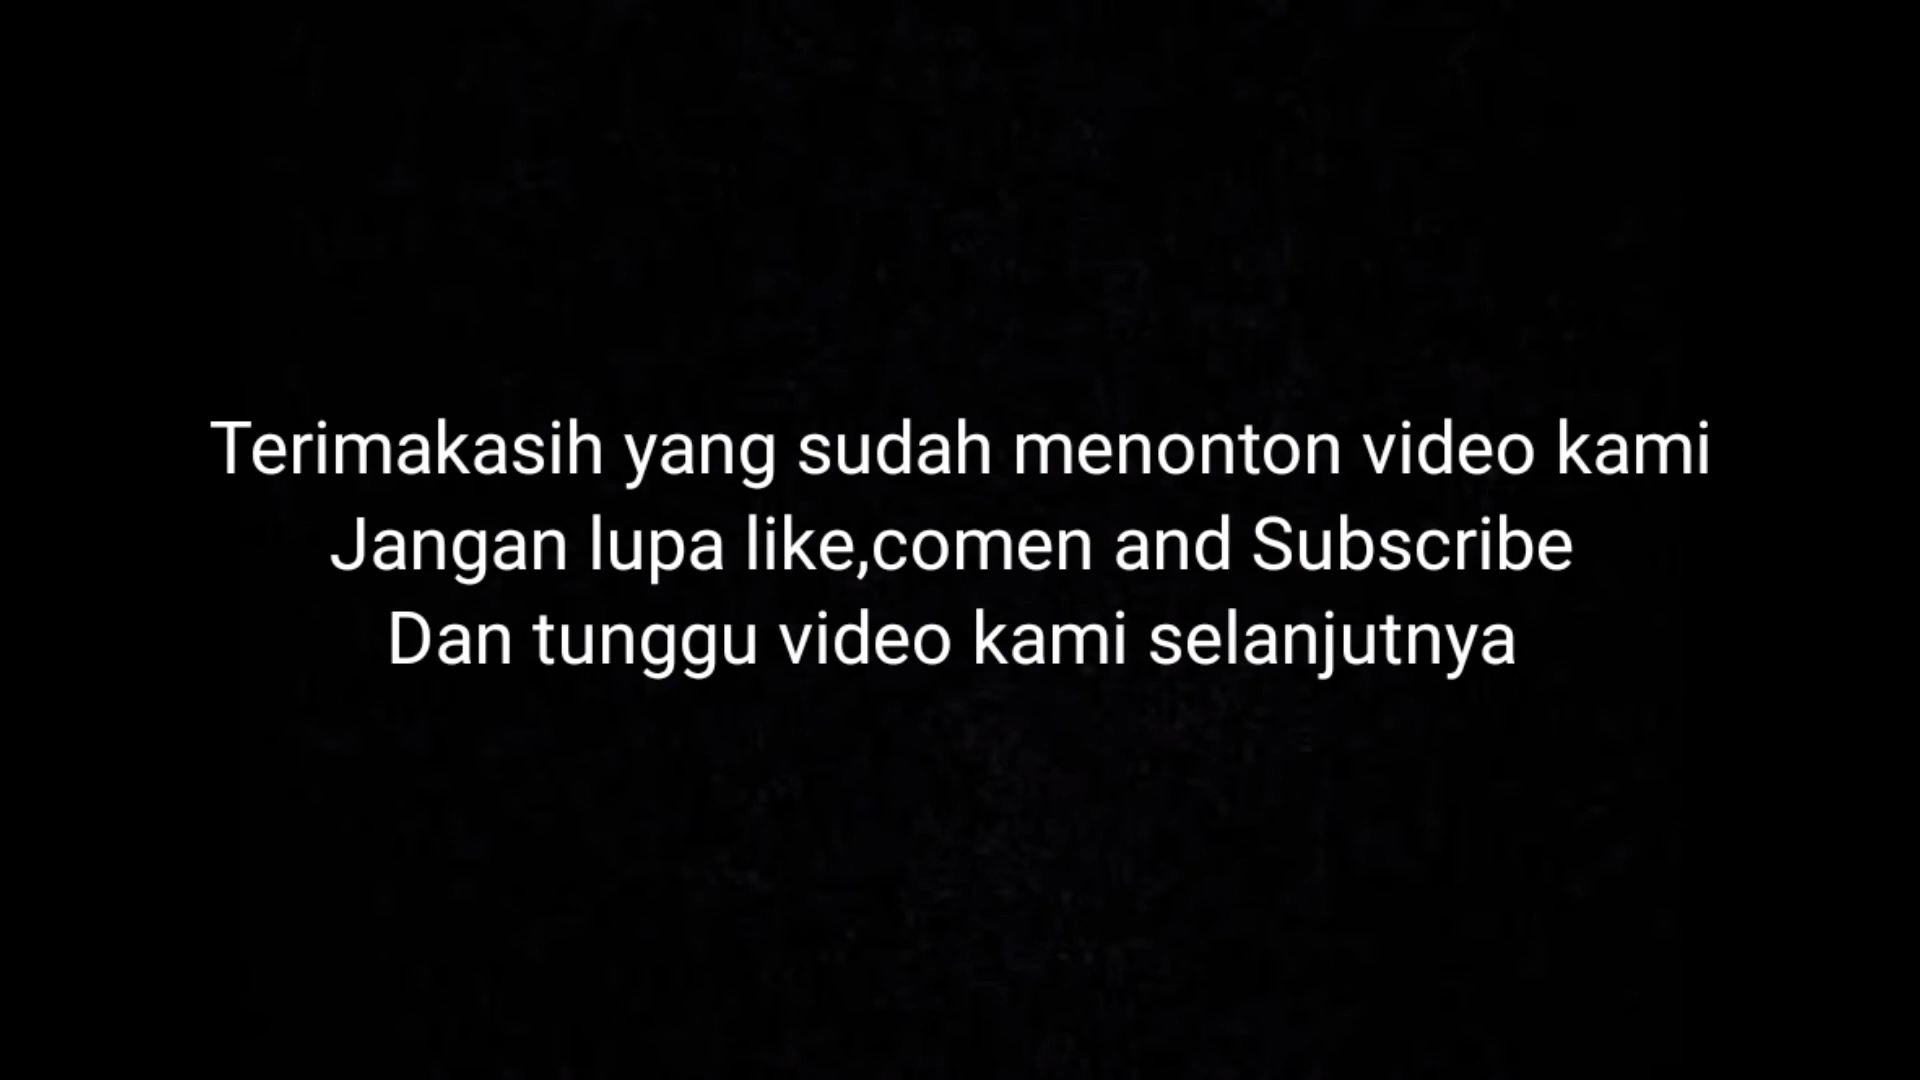 Terimakasih yang sudah menonton video kami
Jangan lupa like,comen and Subscribe
Dan tunggu video kami selanjutnya